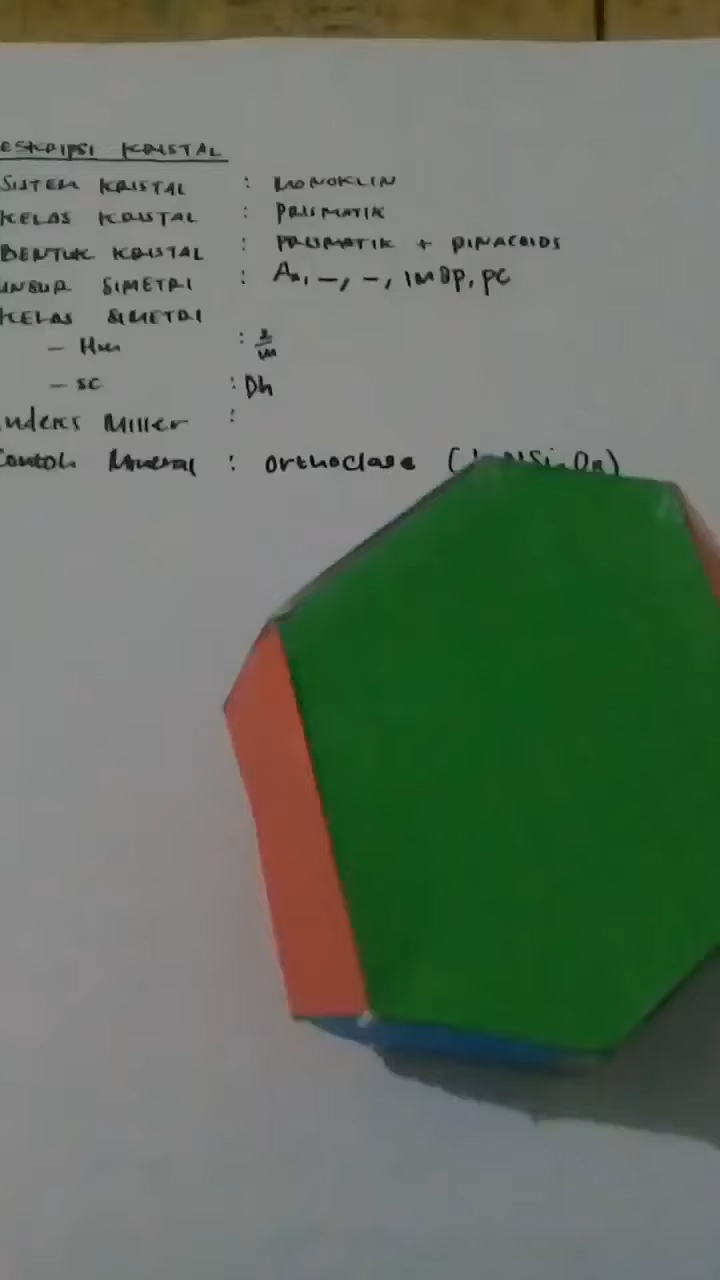 ESKRIPSI KRISTAL
SISTEM KRISTAL : MONOKLIN
KELAS KRISTAL : PRISMATIK
BENTUK KRISTAL : PRISMATIK + PINACOIDS
UNSUR SIMETRI : A₂, –, –, 1MBP, PC
KELAS SIMETRI
– Hm : 2/m
– SC : Dh
ndeks Miller :
Contoh Mineral : Orthoclase